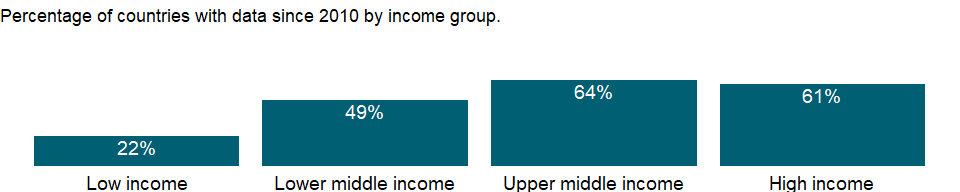 Percentage of countries with data since 2010 by income group.
22%
49%
64%
61%
Low income
Lower middle income
Upper middle income
High income